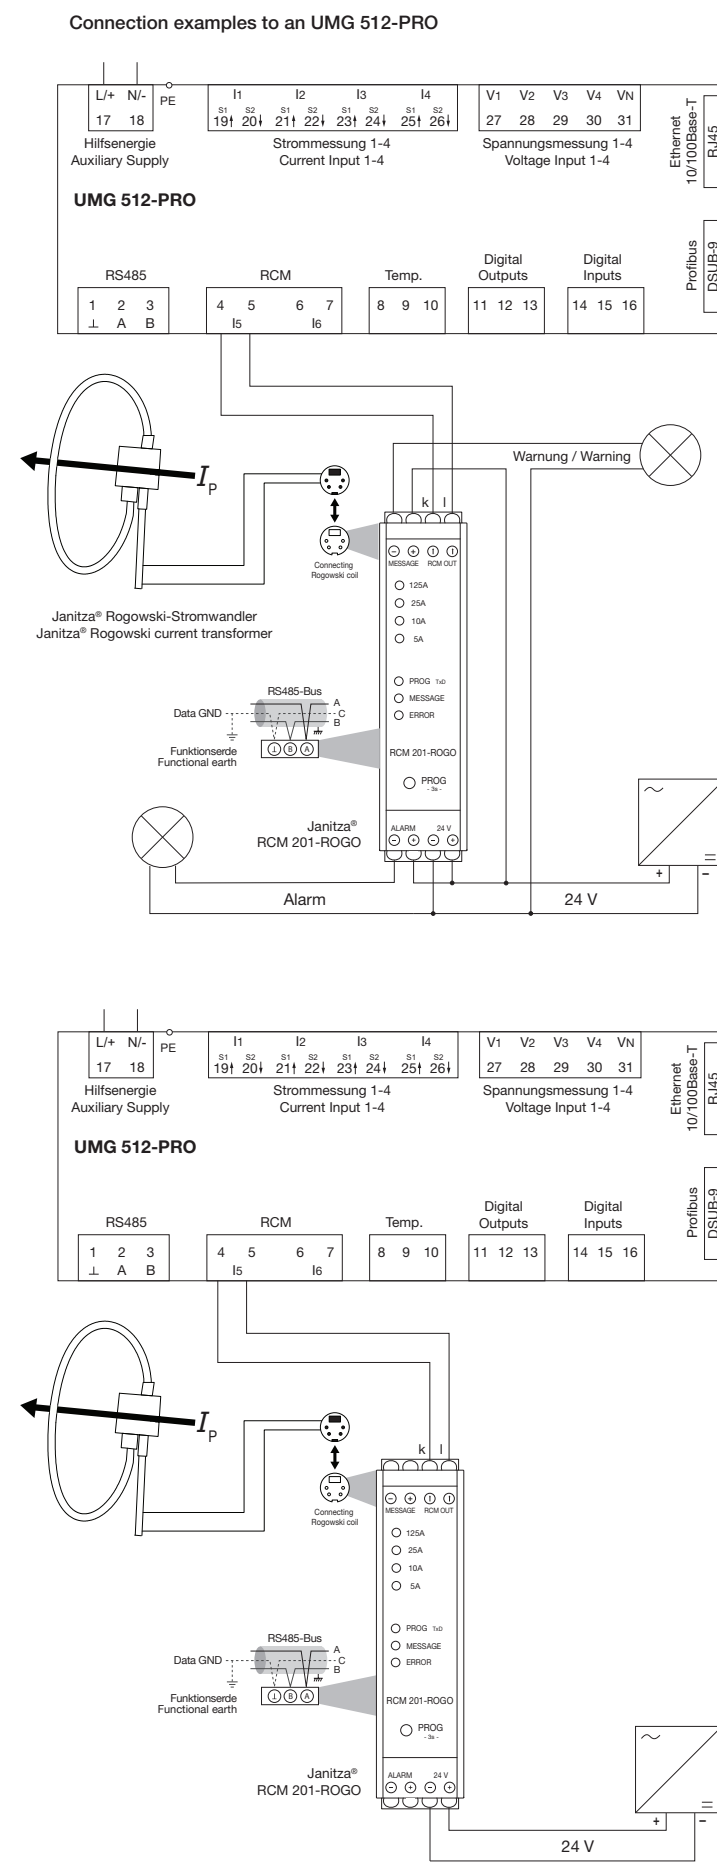 Connection examples to an UMG 512-PRO
L/+ N/- PE
17 18
Hilfsenergie
Auxiliary Supply
I1 I2 I3 I4
S1 S2 S1 S2 S1 S2 S1 S2
19 20 21 22 23 24 25 26
Strommessung 1-4
Current Input 1-4
V1 V2 V3 V4 VN
27 28 29 30 31
Spannungsmessung 1-4
Voltage Input 1-4
Ethernet
10/100Base-T
RJ45
UMG 512-PRO
Profibus
DSUB-9
RS485
1 2 3
⊥ A B
RCM
4 5 6 7
I5 I6
Temp.
8 9 10
Digital
Outputs
11 12 13
Digital
Inputs
14 15 16
IP
Warnung / Warning
k l
Connecting
Rogowski coil
Janitza® Rogowski-Stromwandler
Janitza® Rogowski current transformer
- + 
MESSAGE RCM OUT
125A
25A
10A
5A
PROG TxD
MESSAGE
ERROR
RCM 201-ROGO
PROG
- 3s -
RS485-Bus
A
C
B
Data GND
Funktionserde
Functional earth
⊥ B A
Janitza®
RCM 201-ROGO
ALARM 24 V
- + - +
Alarm
24 V
~
=
+ -
L/+ N/- PE
17 18
Hilfsenergie
Auxiliary Supply
I1 I2 I3 I4
S1 S2 S1 S2 S1 S2 S1 S2
19 20 21 22 23 24 25 26
Strommessung 1-4
Current Input 1-4
V1 V2 V3 V4 VN
27 28 29 30 31
Spannungsmessung 1-4
Voltage Input 1-4
Ethernet
10/100Base-T
RJ45
UMG 512-PRO
Profibus
DSUB-9
RS485
1 2 3
⊥ A B
RCM
4 5 6 7
I5 I6
Temp.
8 9 10
Digital
Outputs
11 12 13
Digital
Inputs
14 15 16
IP
k l
Connecting
Rogowski coil
- +
MESSAGE RCM OUT
125A
25A
10A
5A
PROG TxD
MESSAGE
ERROR
RCM 201-ROGO
PROG
- 3s -
RS485-Bus
A
C
B
Data GND
Funktionserde
Functional earth
⊥ B A
Janitza®
RCM 201-ROGO
ALARM 24 V
- + - +
24 V
~
=
+ -